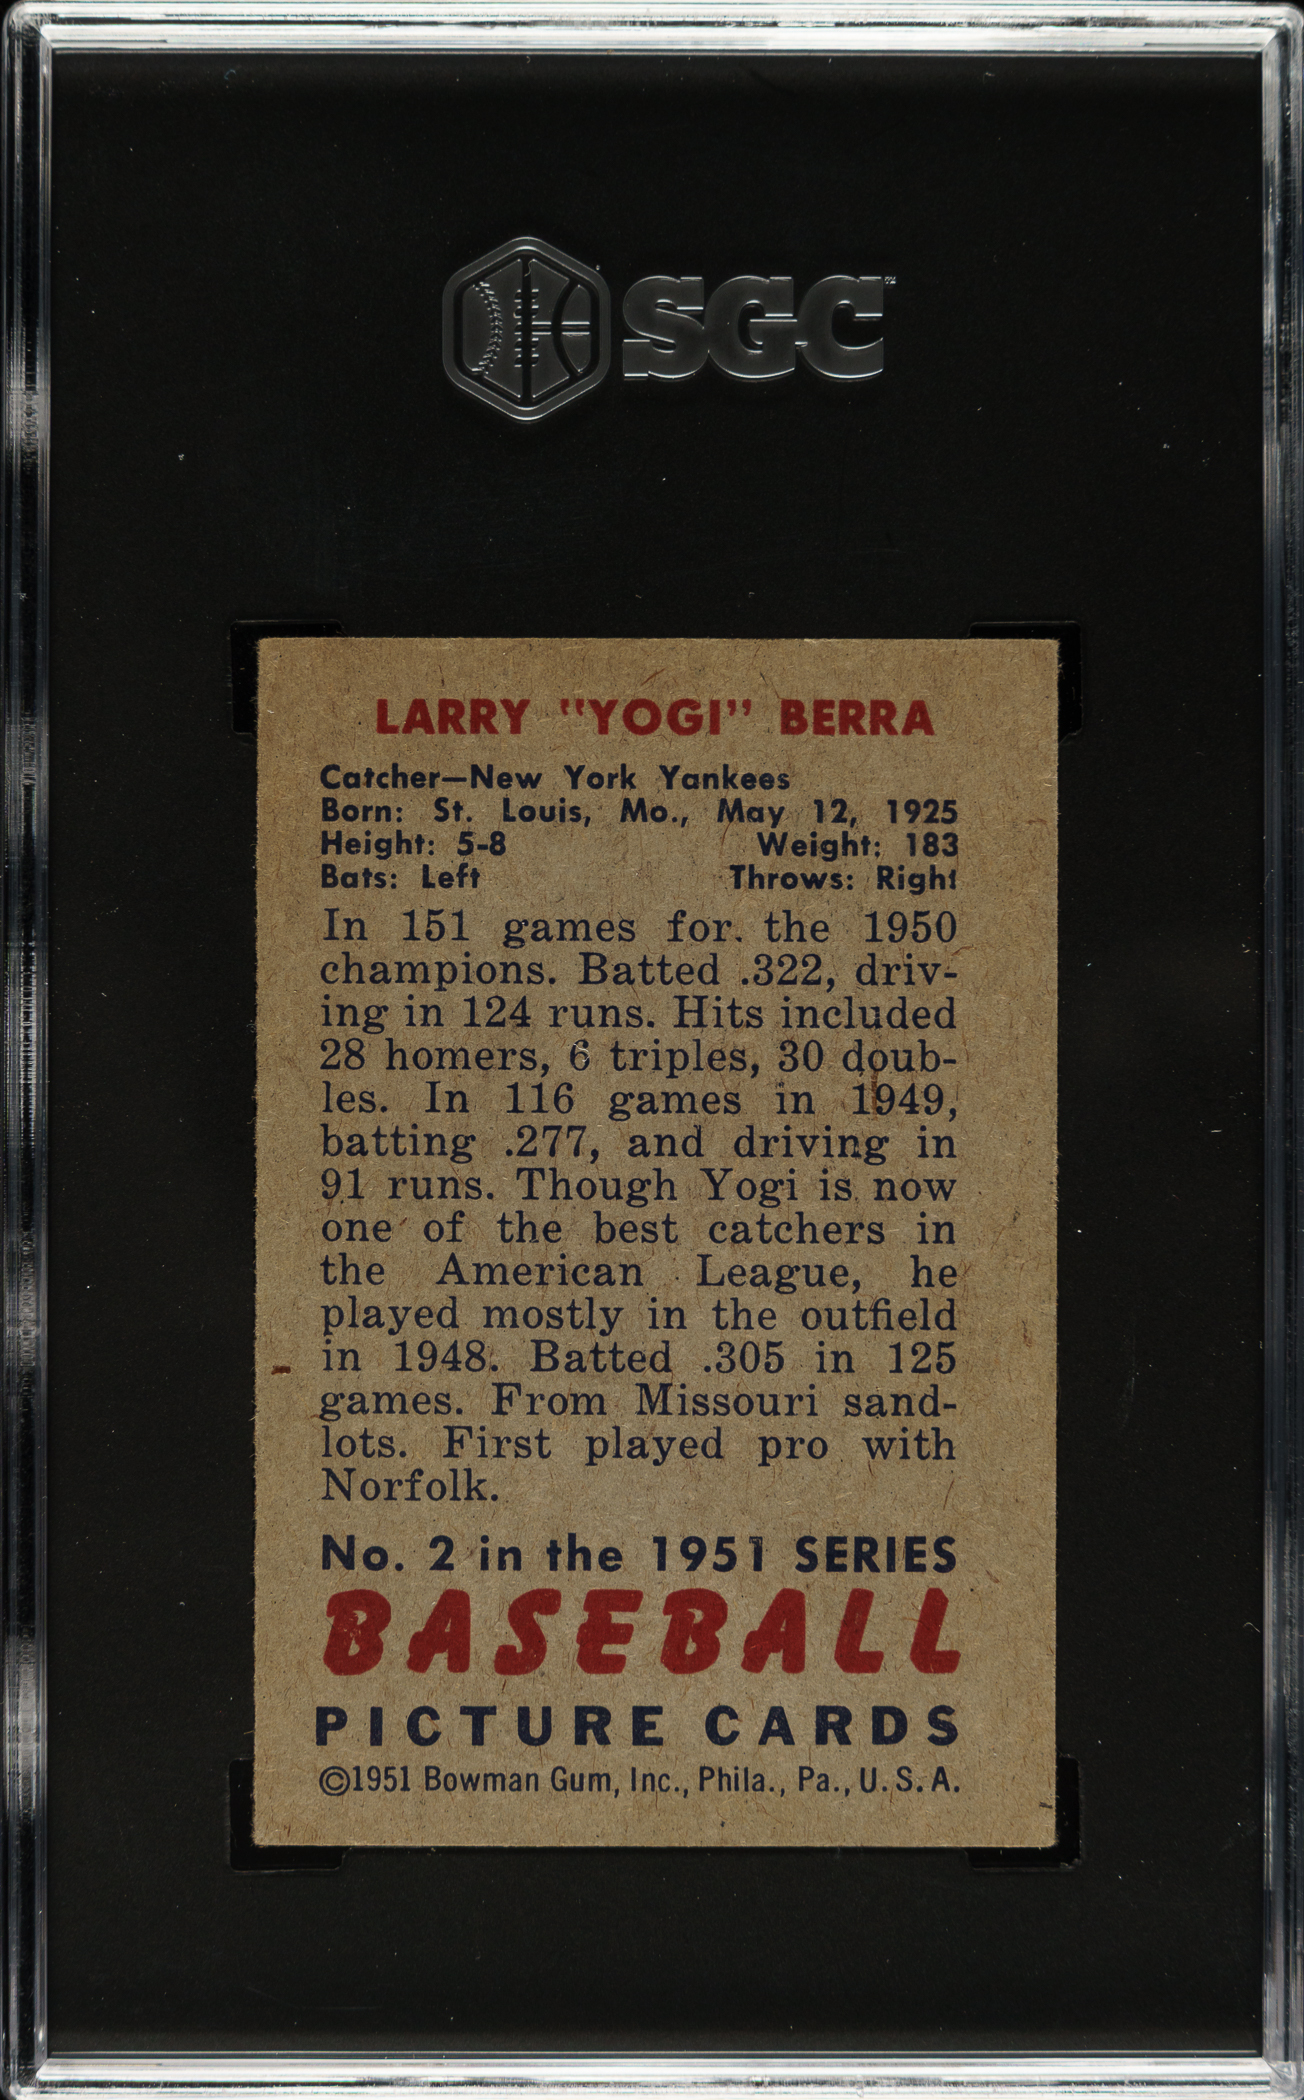 SGC™
LARRY "YOGI" BERRA
Catcher—New York Yankees
Born: St. Louis, Mo., May 12, 1925
Height: 5-8 Weight: 183
Bats: Left Throws: Right
In 151 games for the 1950
champions. Batted .322, driv-
ing in 124 runs. Hits included
28 homers, 6 triples, 30 doub-
les. In 116 games in 1949,
batting .277, and driving in
91 runs. Though Yogi is now
one of the best catchers in
the American League, he
played mostly in the outfield
in 1948. Batted .305 in 125
games. From Missouri sand-
lots. First played pro with
Norfolk.
No. 2 in the 1951 SERIES
BASEBALL
PICTURE CARDS
©1951 Bowman Gum, Inc., Phila., Pa., U.S.A.